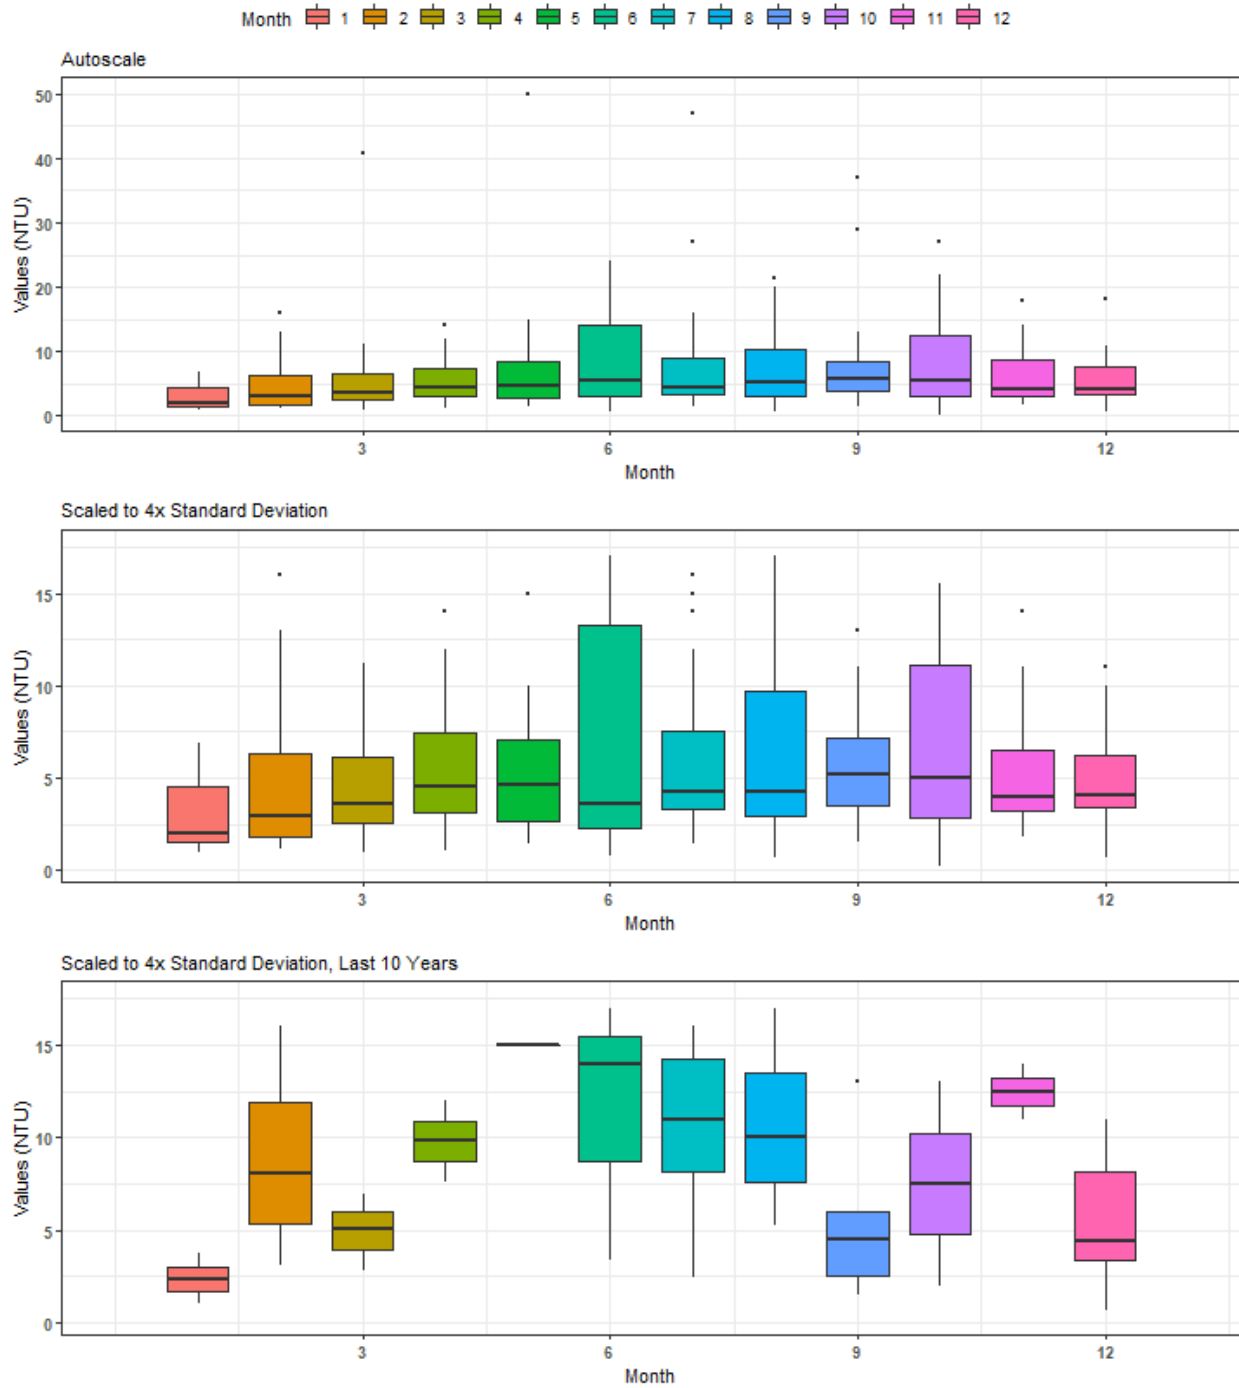 Month 1 2 3 4 5 6 7 8 9 10 11 12
Autoscale
Values (NTU)
50
40
30
20
10
0
3 6 9 12
Month
Scaled to 4x Standard Deviation
Values (NTU)
15
10
5
0
3 6 9 12
Month
Scaled to 4x Standard Deviation, Last 10 Years
Values (NTU)
15
10
5
0
3 6 9 12
Month